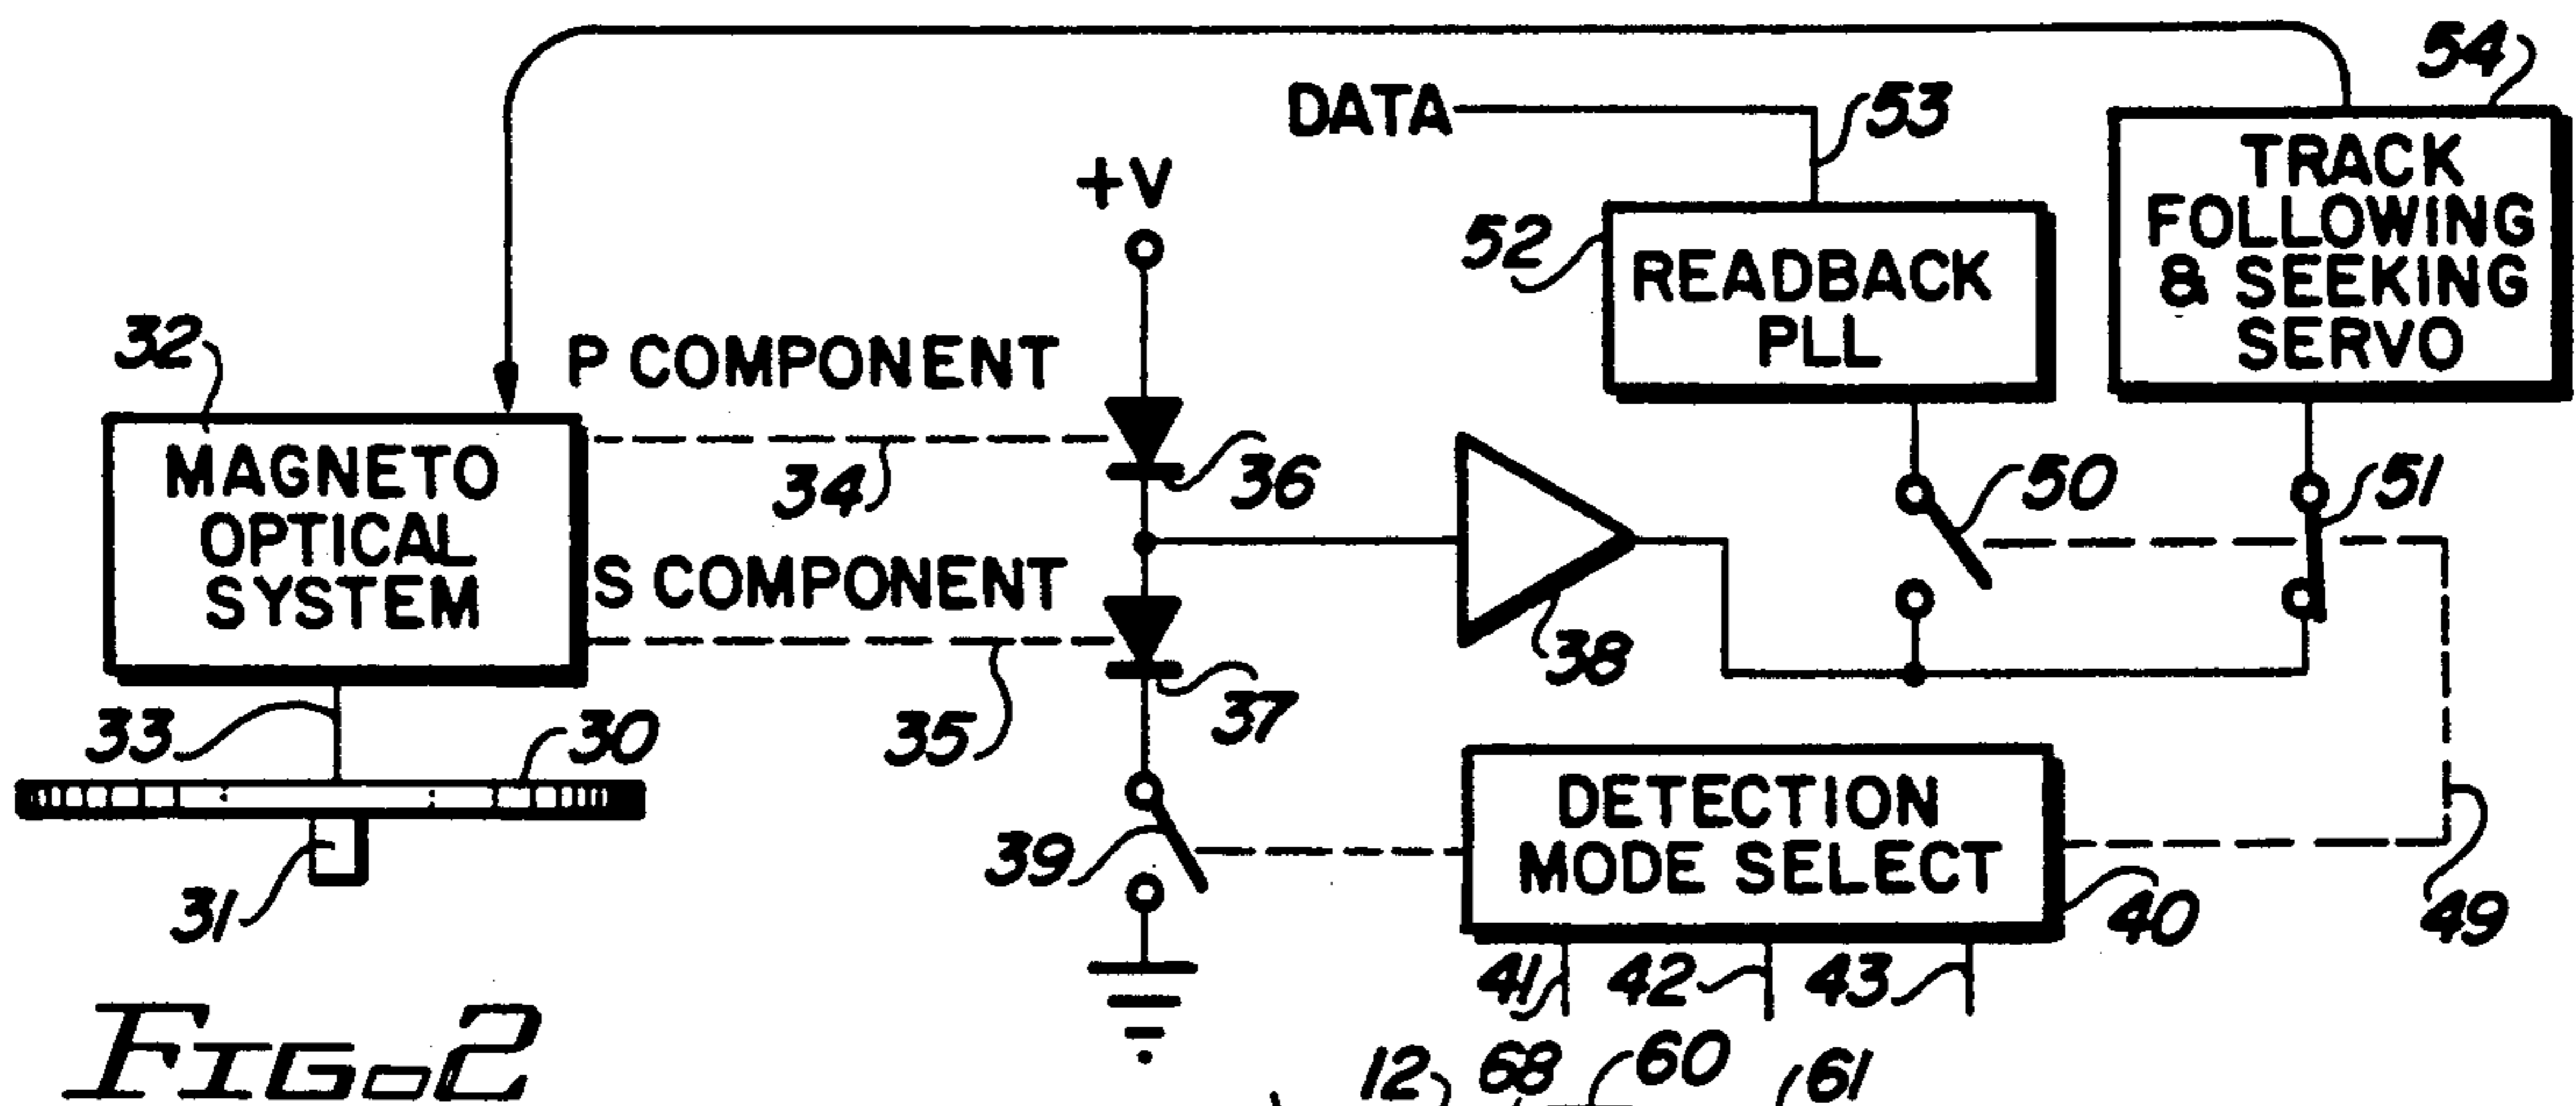 54
DATA
53
+V
TRACK
FOLLOWING
& SEEKING
SERVO
52
READBACK
PLL
32
P COMPONENT
MAGNETO
OPTICAL
SYSTEM
34
36
50
51
S COMPONENT
38
33
30
35
37
DETECTION
MODE SELECT
39
31
40
49
41
42
43
FIG. 2
12
68
60
61